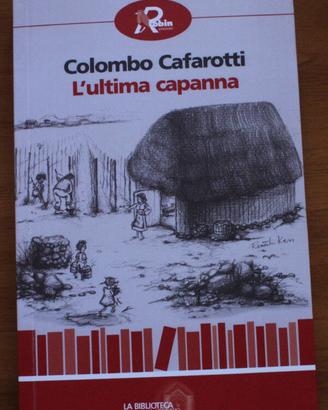 Robin
Colombo Cafarotti
L'ultima capanna
LA BIBLIOTECA